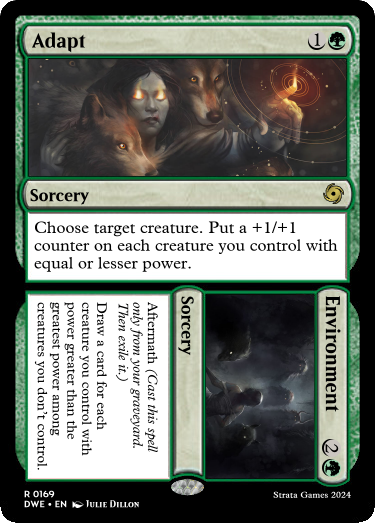 Adapt 1
Sorcery
Choose target creature. Put a +1/+1
counter on each creature you control with
equal or lesser power.
Environment 2
Sorcery
Aftermath (Cast this spell
only from your graveyard.
Then exile it.)
Draw a card for each
creature you control with
power greater than the
greatest power among
creatures you don't control.
R 0169
DWE • EN JULIE DILLON
Strata Games 2024